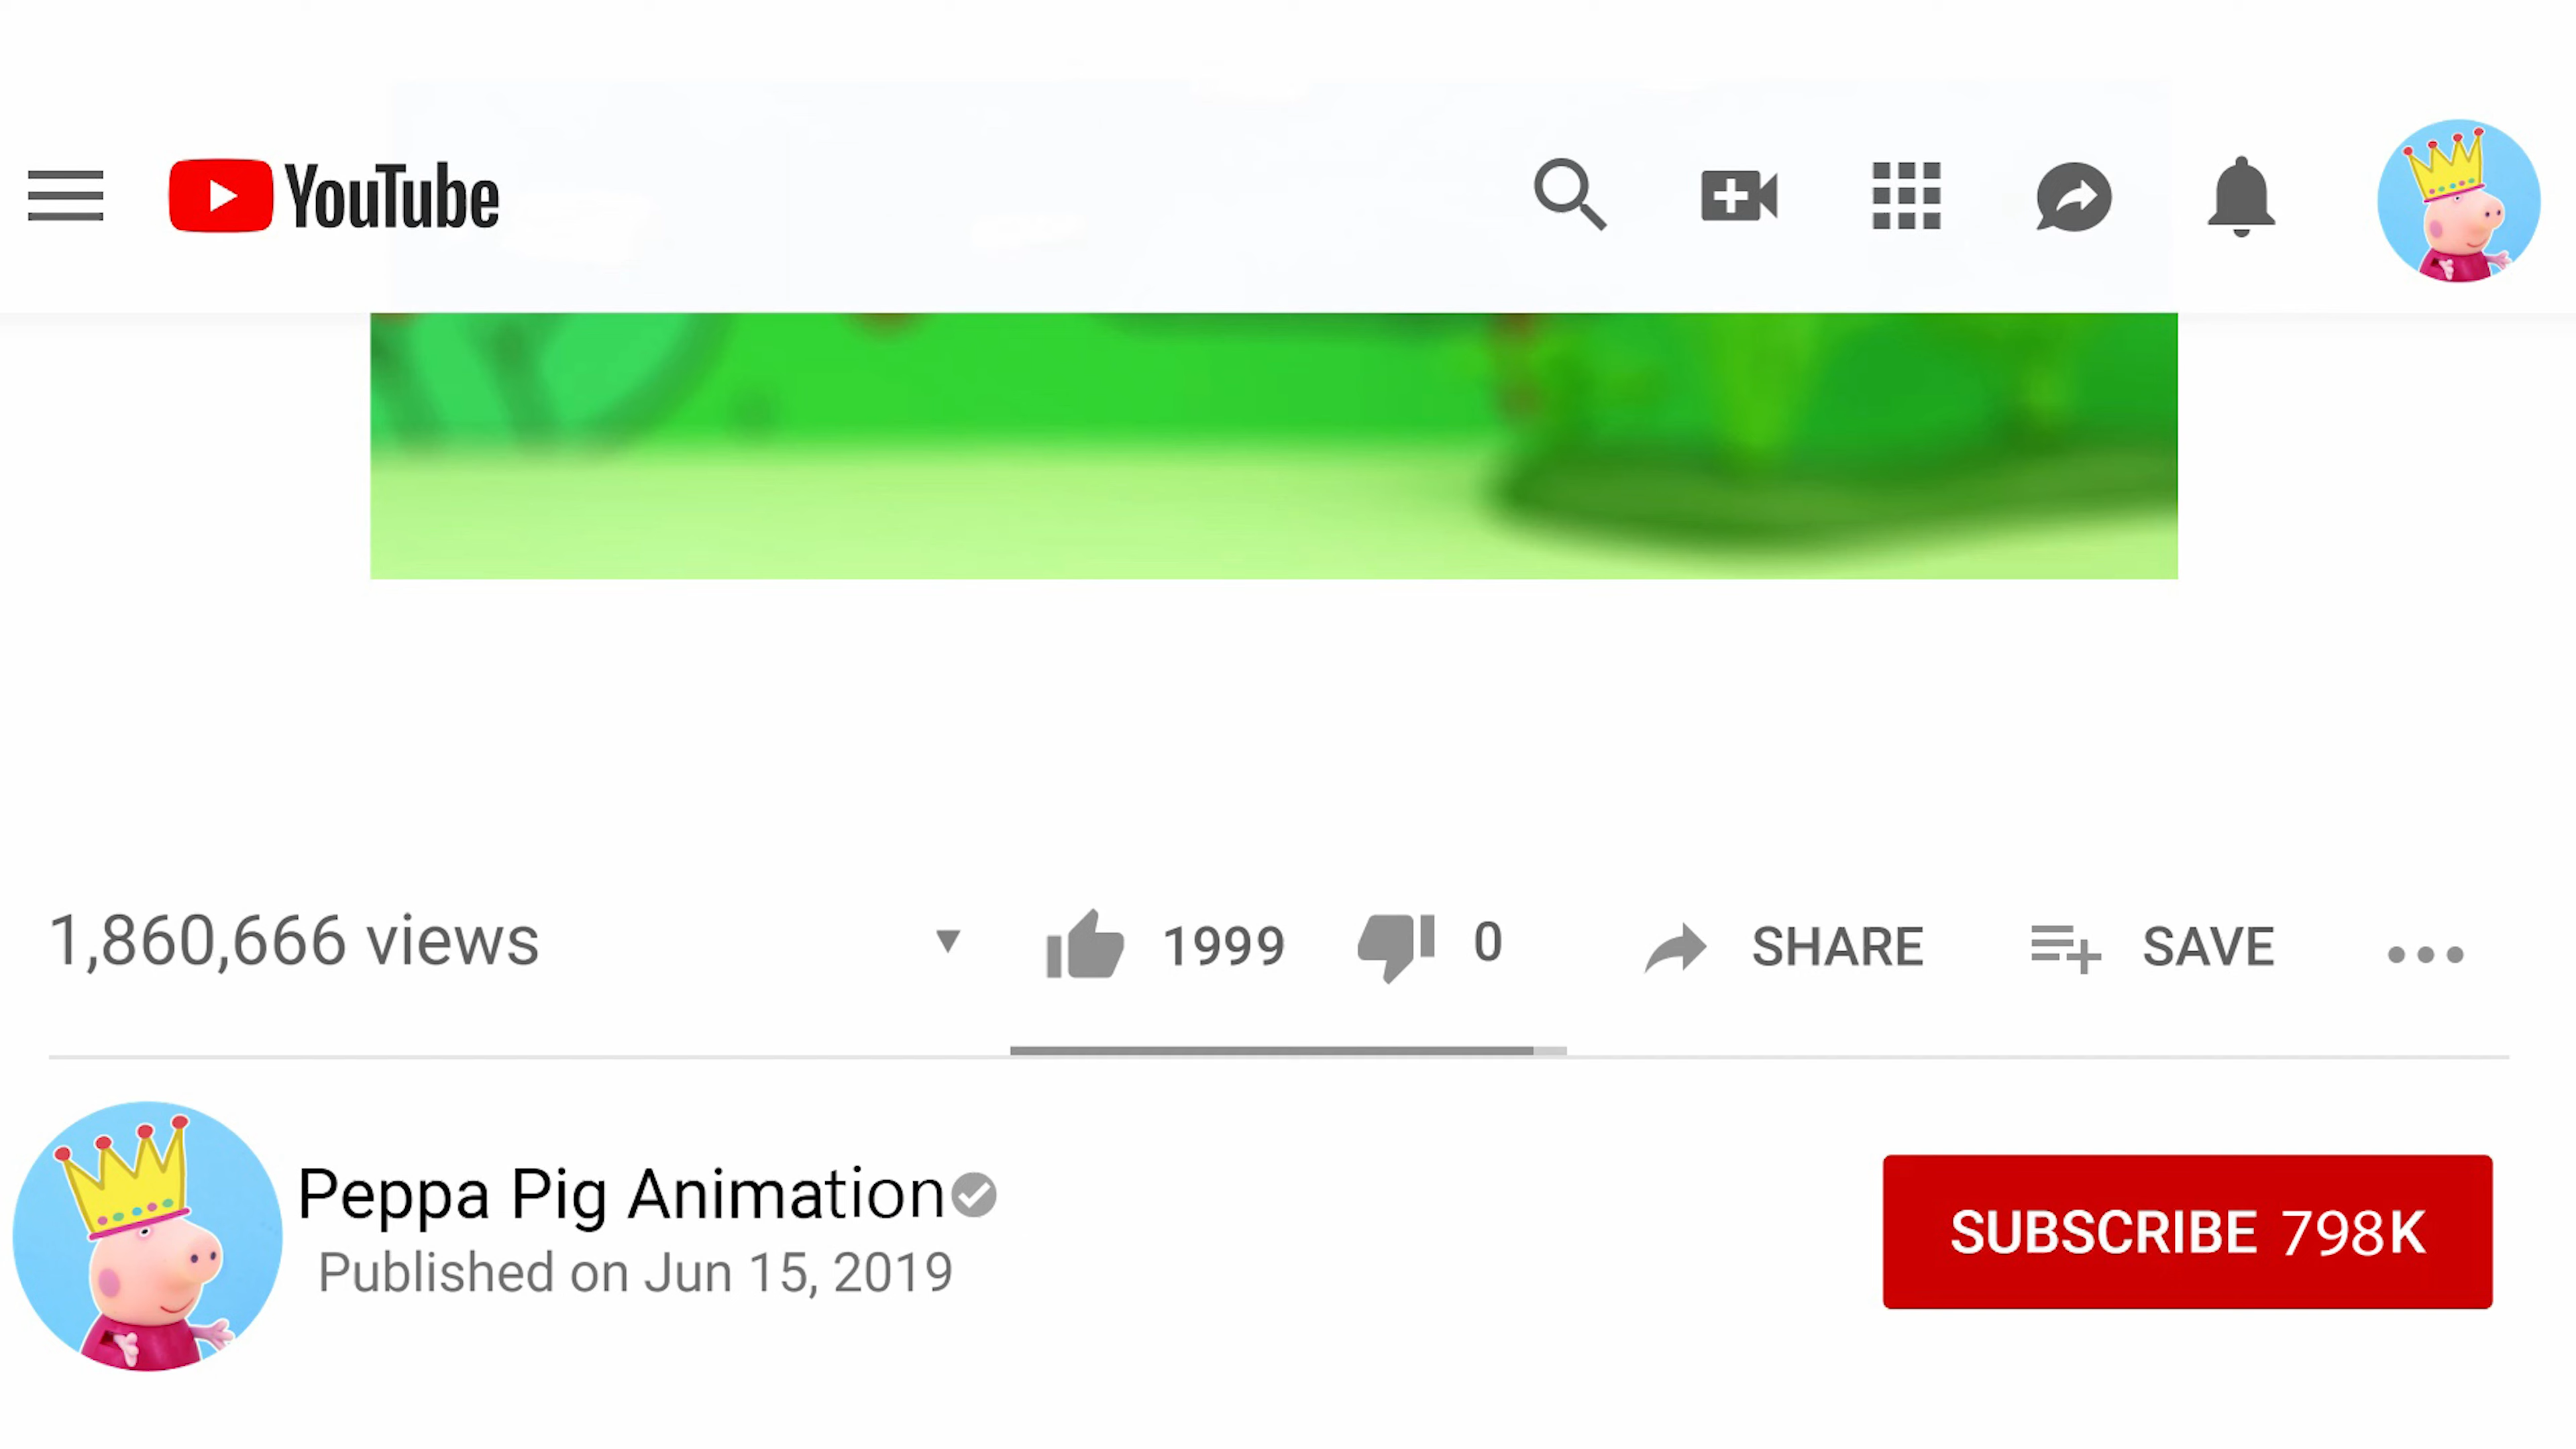 YouTube
1,860,666 views
1999
0
SHARE
SAVE
Peppa Pig Animation
Published on Jun 15, 2019
SUBSCRIBE 798K